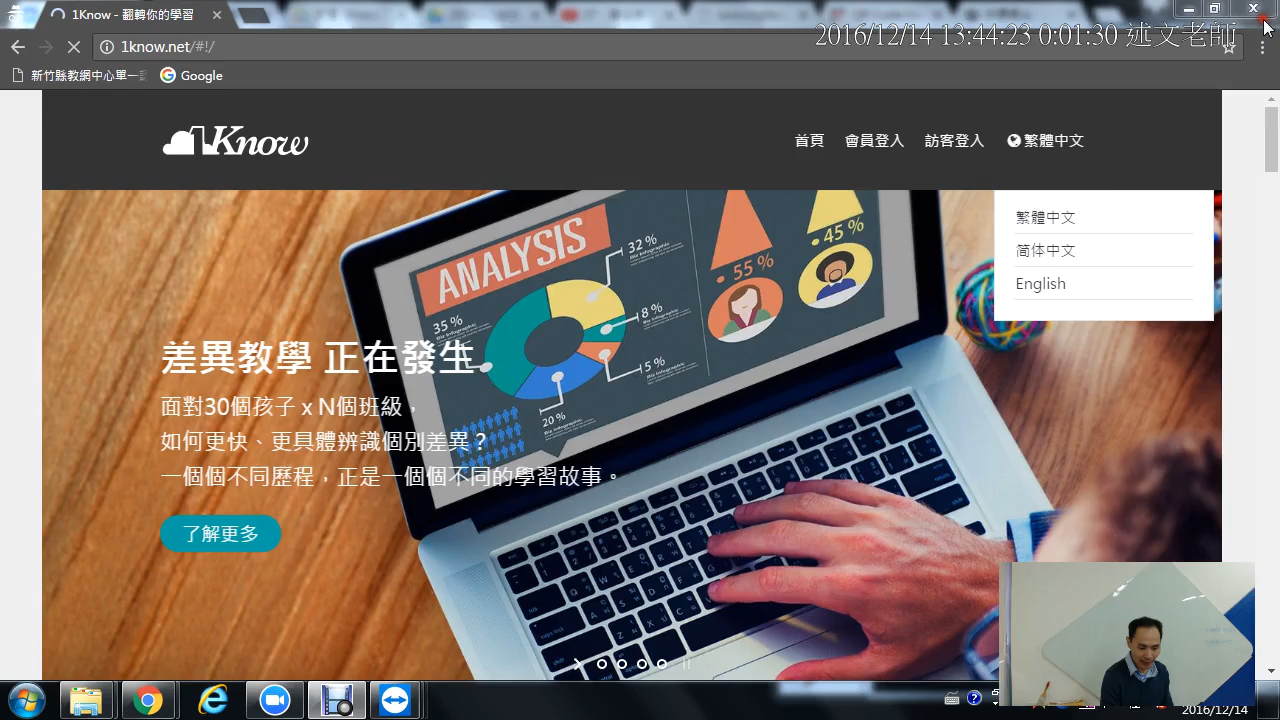 1Know - 翻轉你的學習
1know.net/#!/
2016/12/14 13:44:23 0:01:30 述文老師
新竹縣教網中心單一
Google
1Know
首頁
會員登入
訪客登入
繁體中文
繁體中文
简体中文
English
ANALYSIS
32 %
35 %
8 %
5 %
20 %
55 %
45 %
差異教學 正在發生
面對30個孩子 x N個班級，
如何更快、更具體辨識個別差異？
一個個不同歷程，正是一個個不同的學習故事。
了解更多
2016/12/14